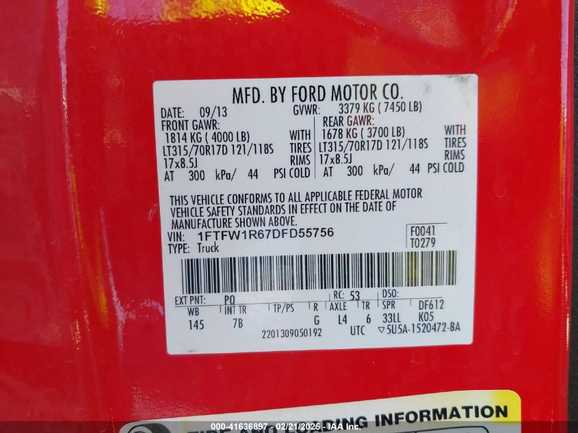 MFD. BY FORD MOTOR CO.
DATE: 09/13 GVWR: 3379 KG ( 7450 LB)
FRONT GAWR: REAR GAWR:
1814 KG ( 4000 LB) WITH 1678 KG ( 3700 LB) WITH
LT315/70R17D 121/118S TIRES LT315/70R17D 121/118S TIRES
17x8.5J RIMS 17x8.5J RIMS
AT 300 kPa/ 44 PSI COLD AT 300 kPa/ 44 PSI COLD
THIS VEHICLE CONFORMS TO ALL APPLICABLE FEDERAL MOTOR
VEHICLE SAFETY STANDARDS IN EFFECT ON THE DATE OF
MANUFACTURE SHOWN ABOVE.
VIN: 1FTFW1R67DFD55756 F0041
TYPE: Truck T0279
EXT PNT: PQ RC: 53 DSO:
WB INT TR TP/PS R AXLE TR SPR DF612
145 7B G L4 6 33LL K05
2201309050192 UTC 5U5A-1520472-BA
TIRE AND LOADING INFORMATION
-- 41636897 -- 02/21/2025 -- IAA Inc.